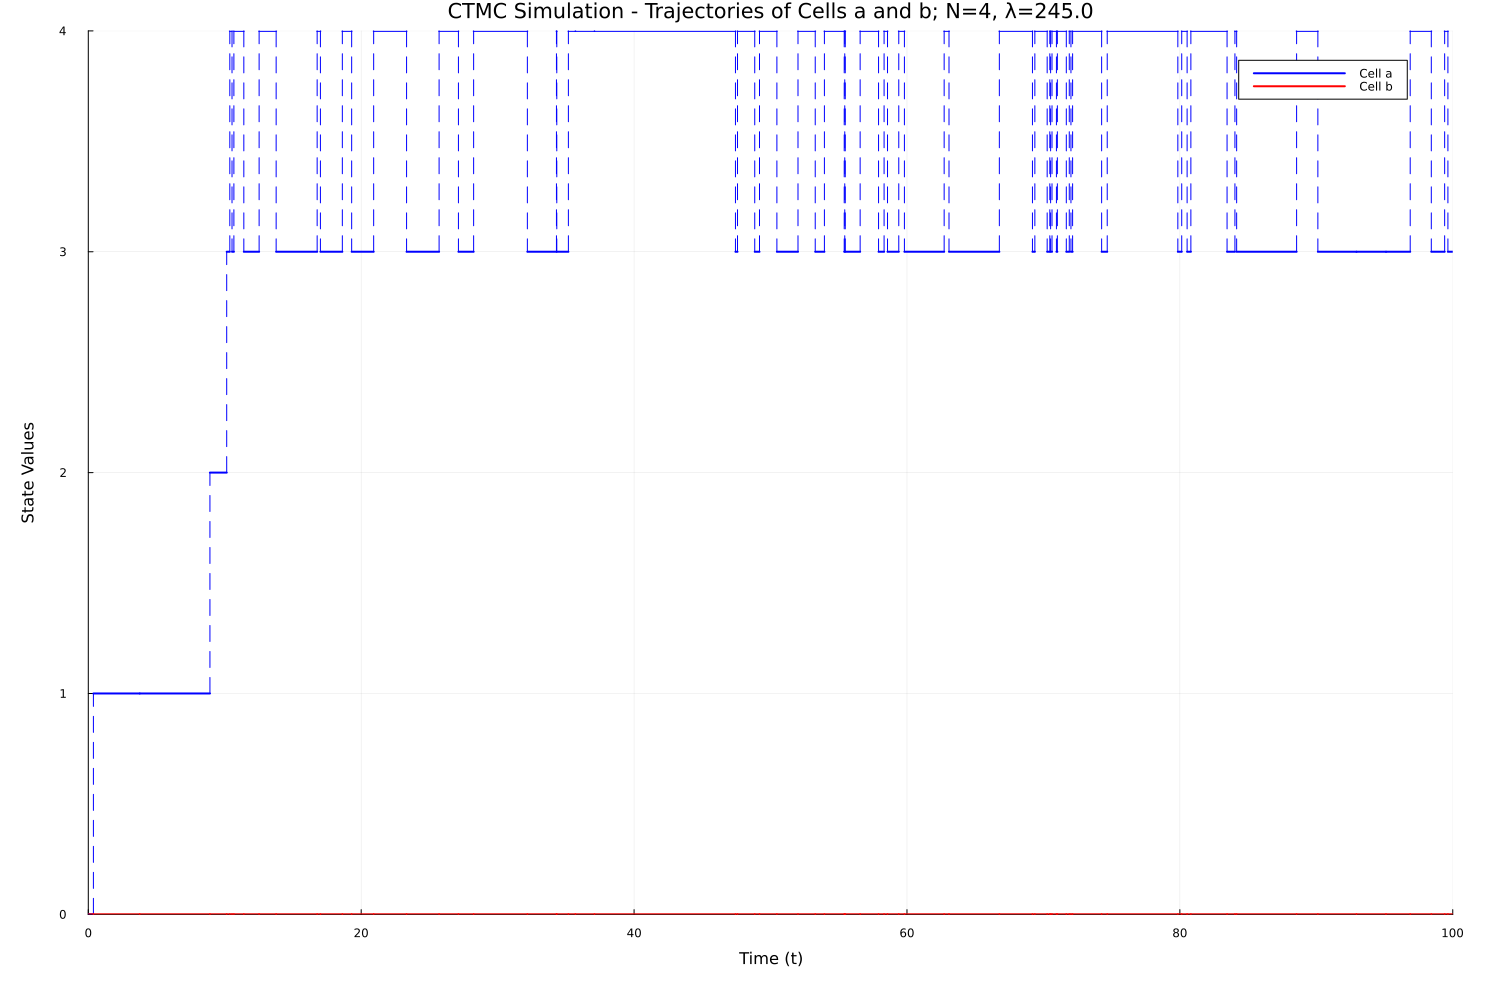 CTMC Simulation - Trajectories of Cells a and b; N=4, λ=245.0
4
Cell a
Cell b
3
State Values
2
1
0
0 20 40 60 80 100
Time (t)